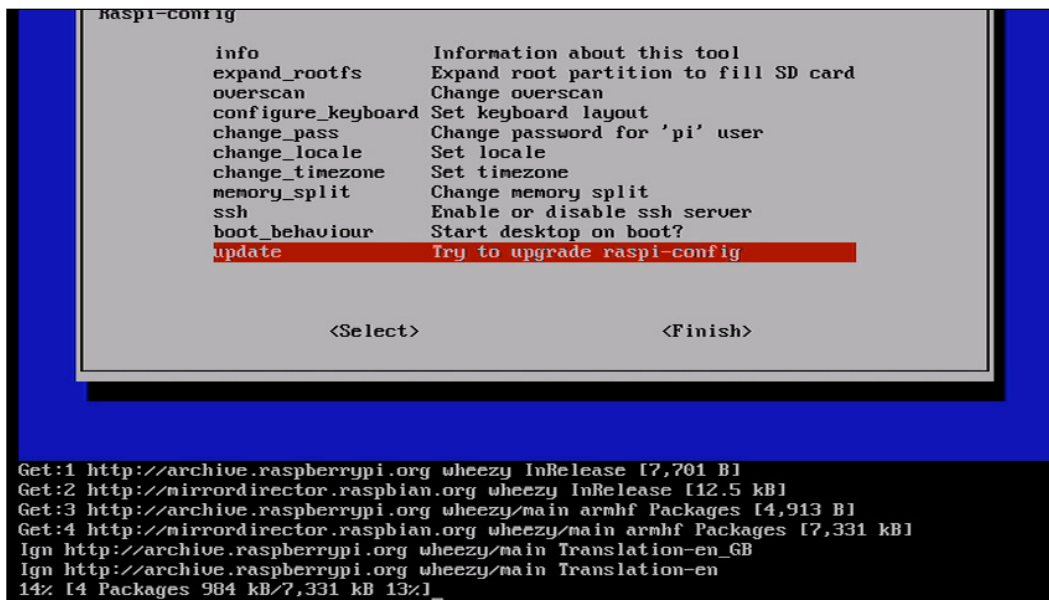 Raspi-config
info Information about this tool
expand_rootfs Expand root partition to fill SD card
overscan Change overscan
configure_keyboard Set keyboard layout
change_pass Change password for 'pi' user
change_locale Set locale
change_timezone Set timezone
memory_split Change memory split
ssh Enable or disable ssh server
boot_behaviour Start desktop on boot?
update Try to upgrade raspi-config
<Select> <Finish>
Get:1 http://archive.raspberrypi.org wheezy InRelease [7,701 B]
Get:2 http://mirrordirector.raspbian.org wheezy InRelease [12.5 kB]
Get:3 http://archive.raspberrypi.org wheezy/main armhf Packages [4,913 B]
Get:4 http://mirrordirector.raspbian.org wheezy/main armhf Packages [7,331 kB]
Ign http://archive.raspberrypi.org wheezy/main Translation-en_GB
Ign http://archive.raspberrypi.org wheezy/main Translation-en
14% [4 Packages 984 kB/7,331 kB 13%]_